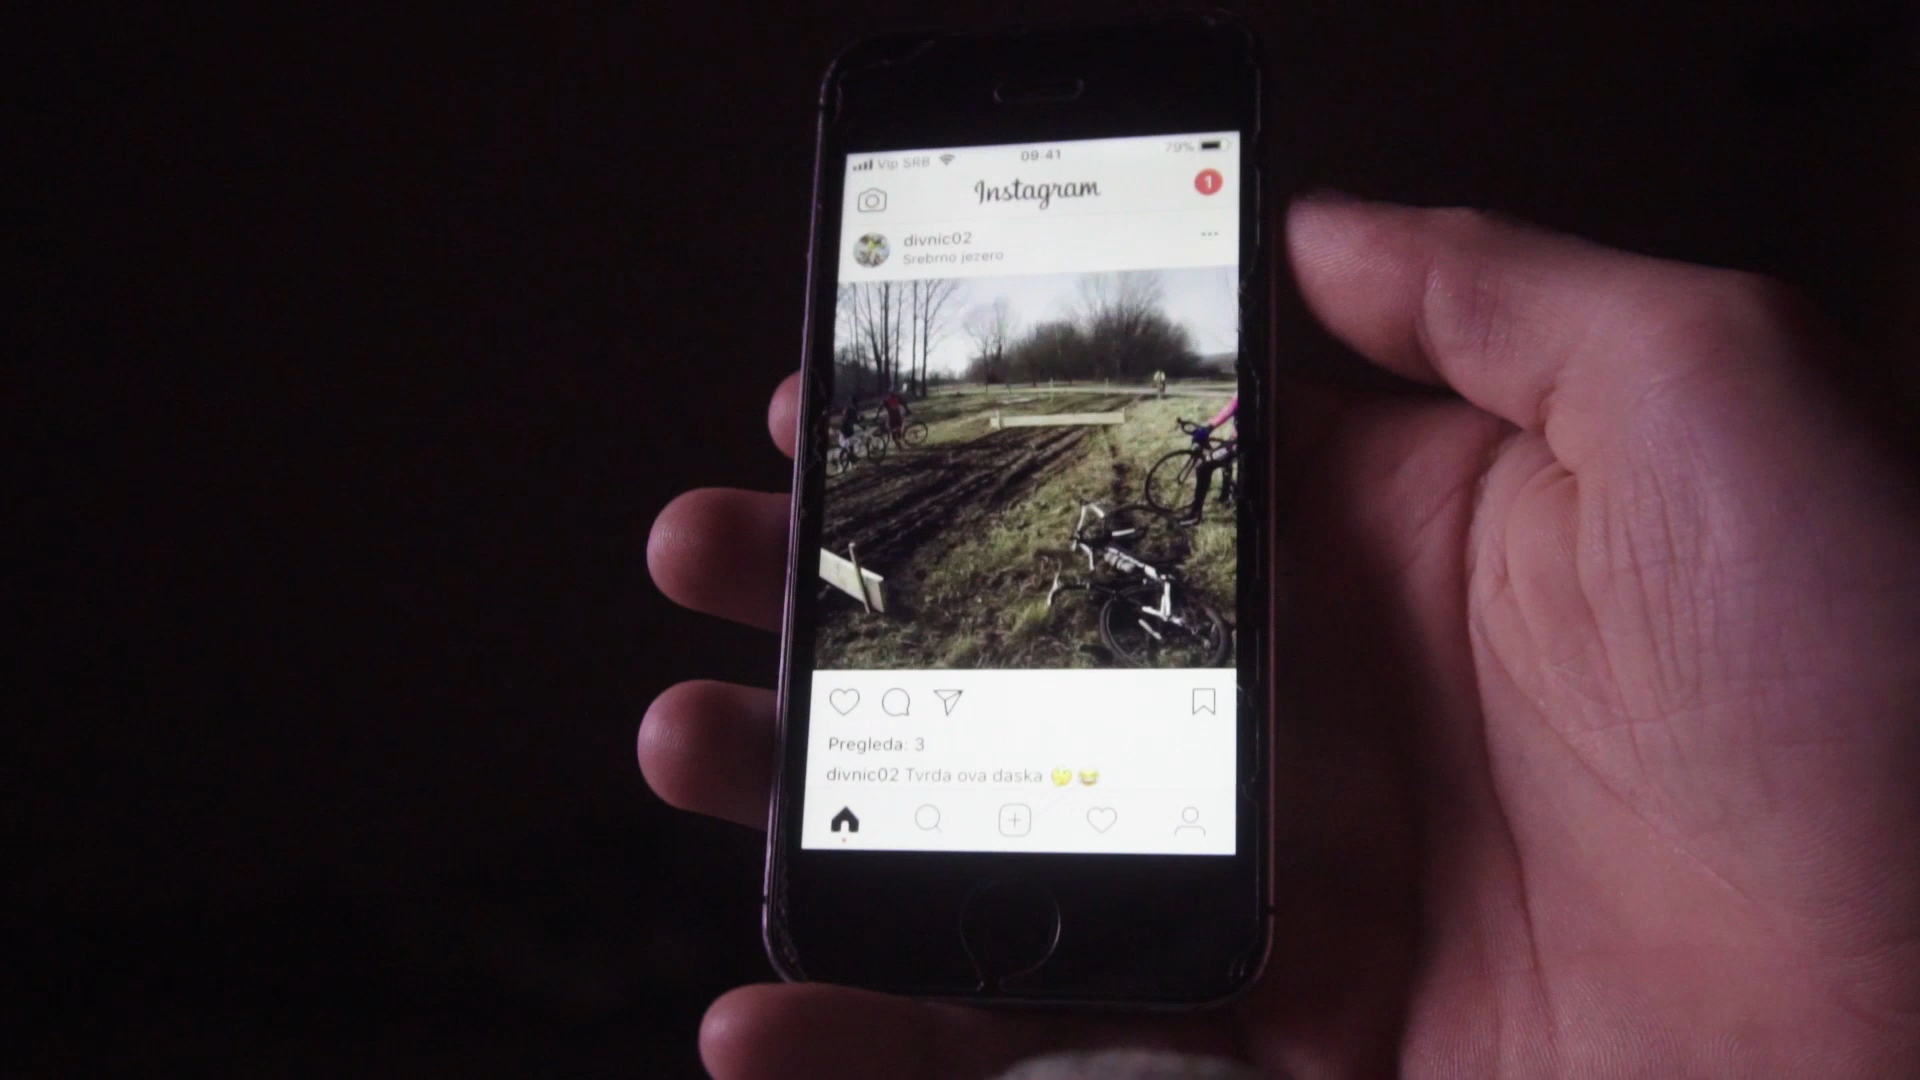 Vip SRB 09:41 79%
Instagram 1
divnic02
Srebrno jezero
Pregleda: 3
divnic02 Tvrda ova daska 🤔😂